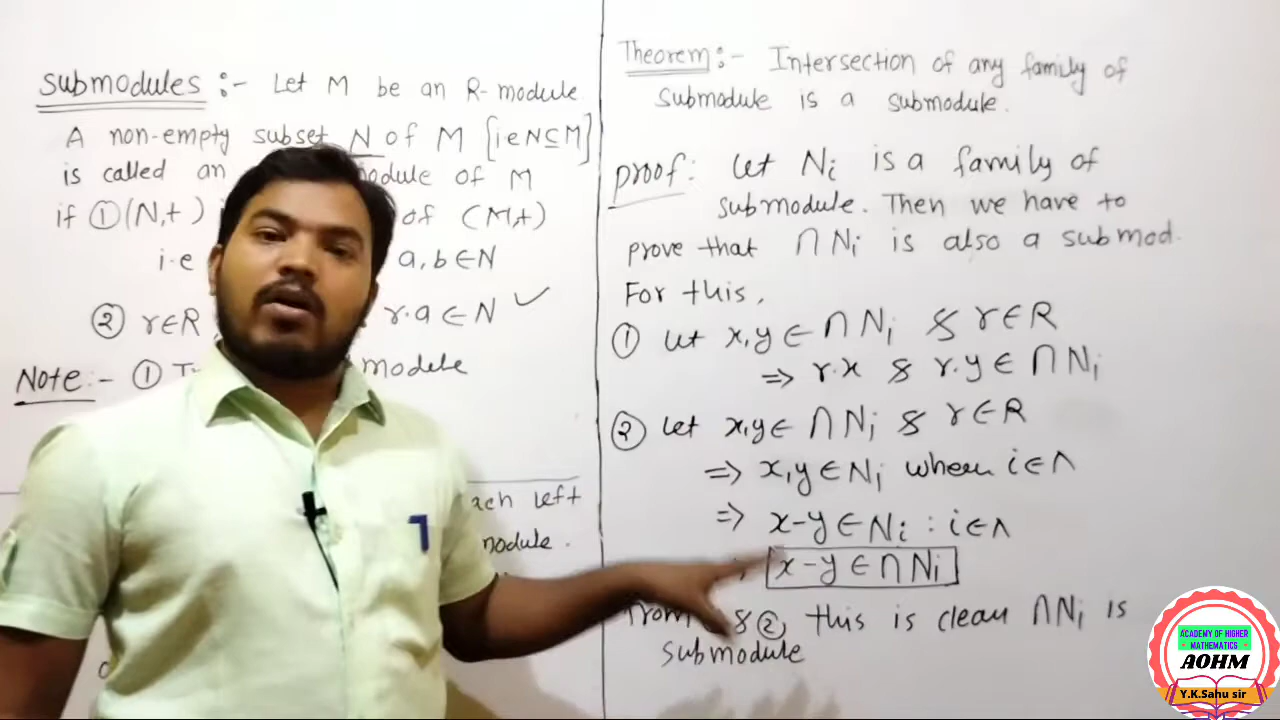 Submodules :- Let M be an R-module
A non-empty subset N of M [i.e N⊆M]
is called an odule of M
if ①(N,+) of (M,+)
i.e a,b∈N
② r∈R, r.a∈N ✓
Note:- ① modele
ach left
module.
Theorem:- Intersection of any family of
submodule is a submodule.
proof: Let Ni is a family of
submodule. Then we have to
prove that ∩Ni is also a submod.
For this,
① Let x,y∈∩Ni & r∈R
⇒ r.x & r.y∈∩Ni
② Let x,y∈∩Ni & r∈R
⇒ x,y∈Ni where i∈Λ
⇒ x-y∈Ni : i∈Λ
x-y∈∩Ni
From & ② this is clear ∩Ni is
submodule
ACADEMY OF HIGHER
MATHEMATICS
AOHM
Y.K.Sahu sir